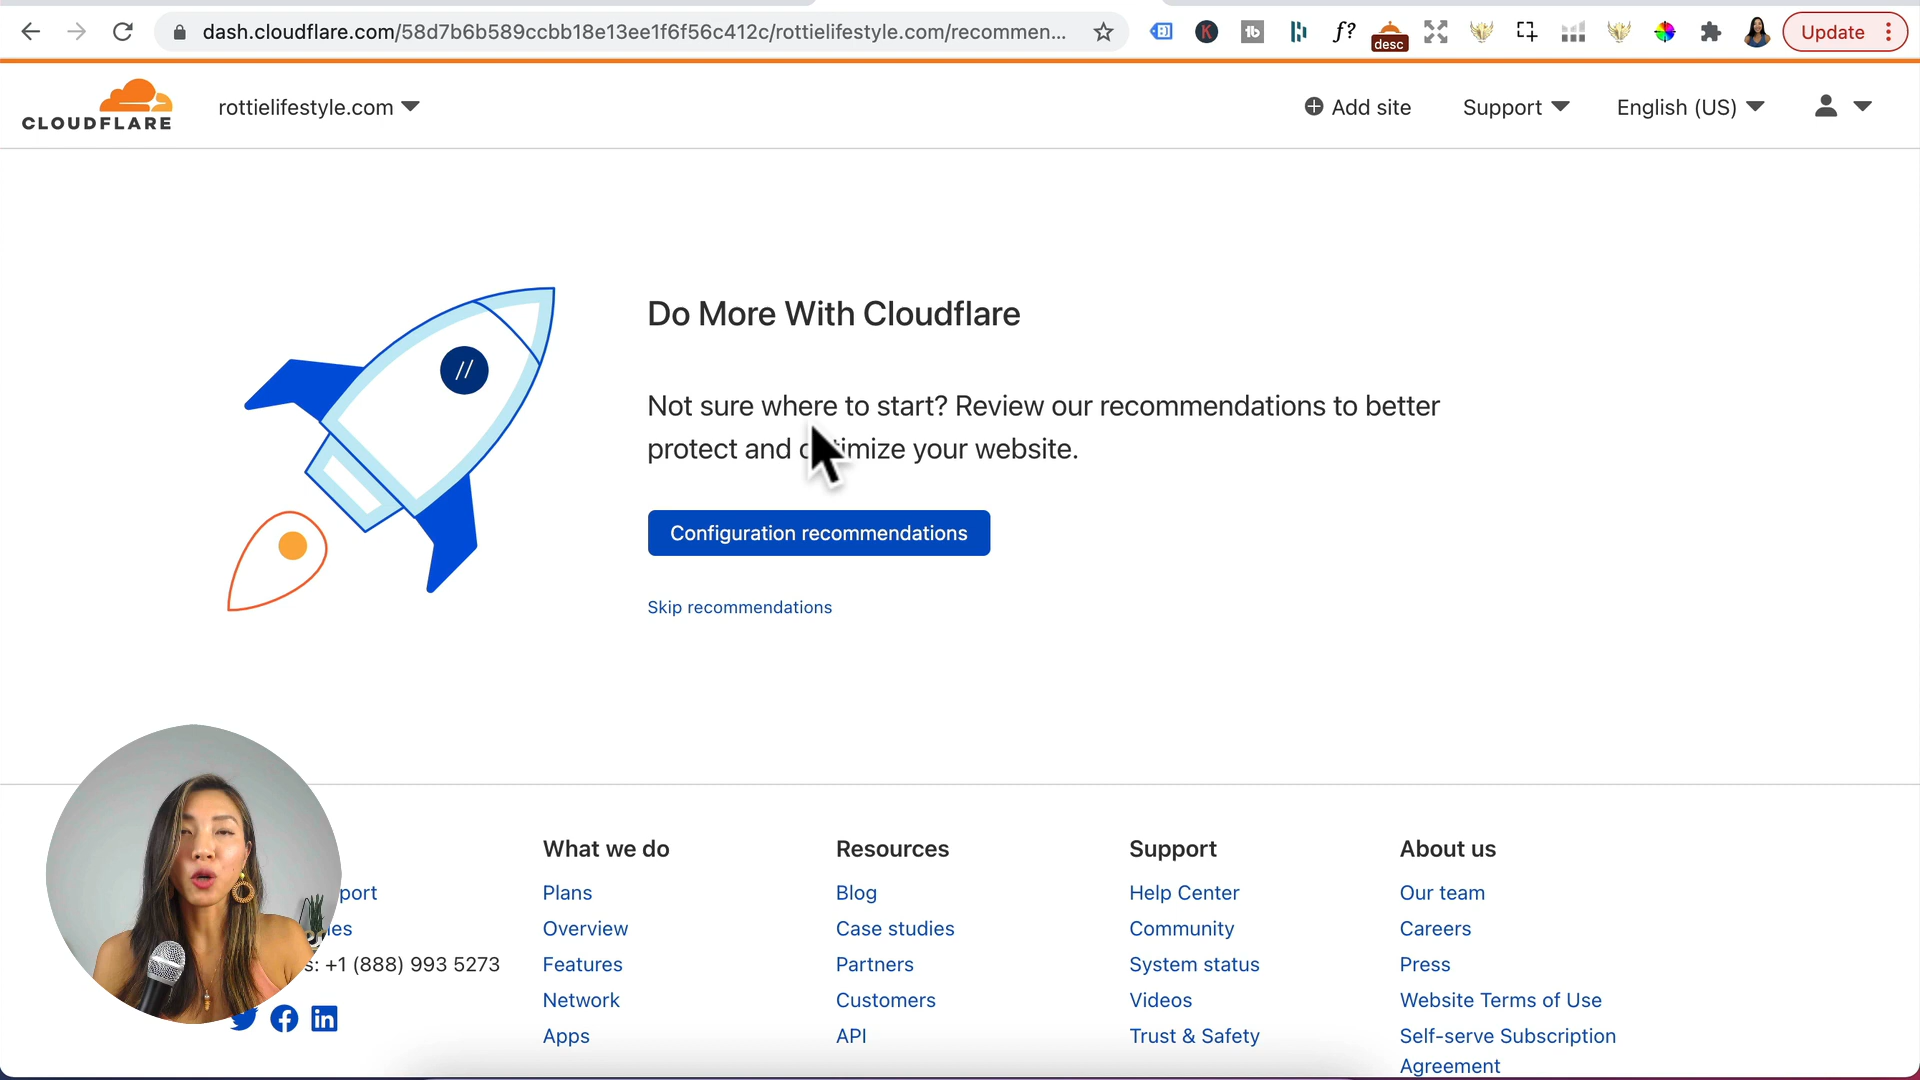 dash.cloudflare.com/58d7b6b589ccbb18e13ee1f6f56c412c/rottielifestyle.com/recommen...
desc
Update
CLOUDFLARE
rottielifestyle.com
Add site
Support
English (US)
Do More With Cloudflare
Not sure where to start? Review our recommendations to better
protect and your website.
Configuration recommendations
Skip recommendations
What we do
Plans
Overview
Features
Network
Apps
Resources
Blog
Case studies
Partners
Customers
API
Support
Help Center
Community
System status
Videos
Trust & Safety
About us
Our team
Careers
Press
Website Terms of Use
Self-serve Subscription
Agreement
+1 (888) 993 5273